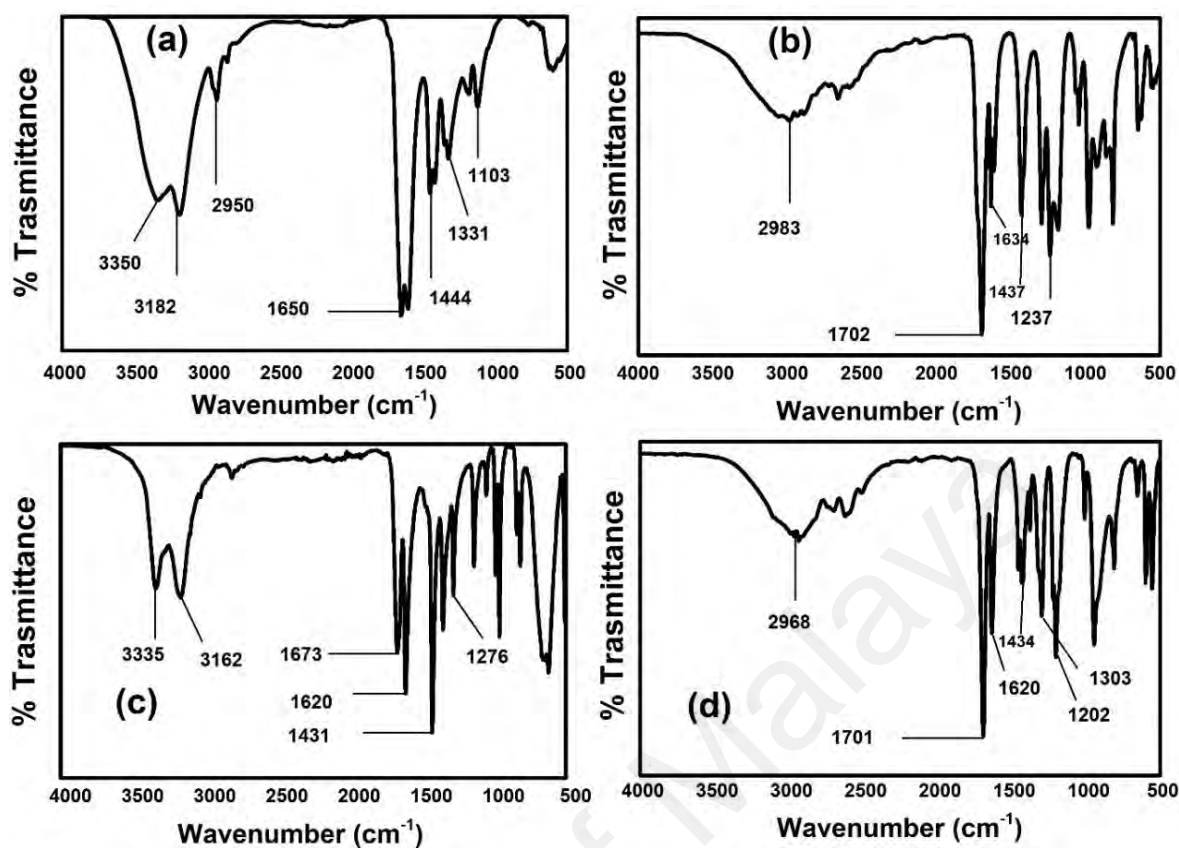 (a)
% Trasmittance
3350
3182
2950
1650
1444
1331
1103
4000 3500 3000 2500 2000 1500 1000 500
Wavenumber (cm⁻¹)
(b)
% Trasmittance
2983
1702
1634
1437
1237
4000 3500 3000 2500 2000 1500 1000 500
Wavenumber (cm⁻¹)
(c)
% Trasmittance
3335
3162
1673
1620
1431
1276
4000 3500 3000 2500 2000 1500 1000 500
Wavenumber (cm⁻¹)
(d)
% Trasmittance
2968
1701
1620
1434
1303
1202
4000 3500 3000 2500 2000 1500 1000 500
Wavenumber (cm⁻¹)
of Malaya